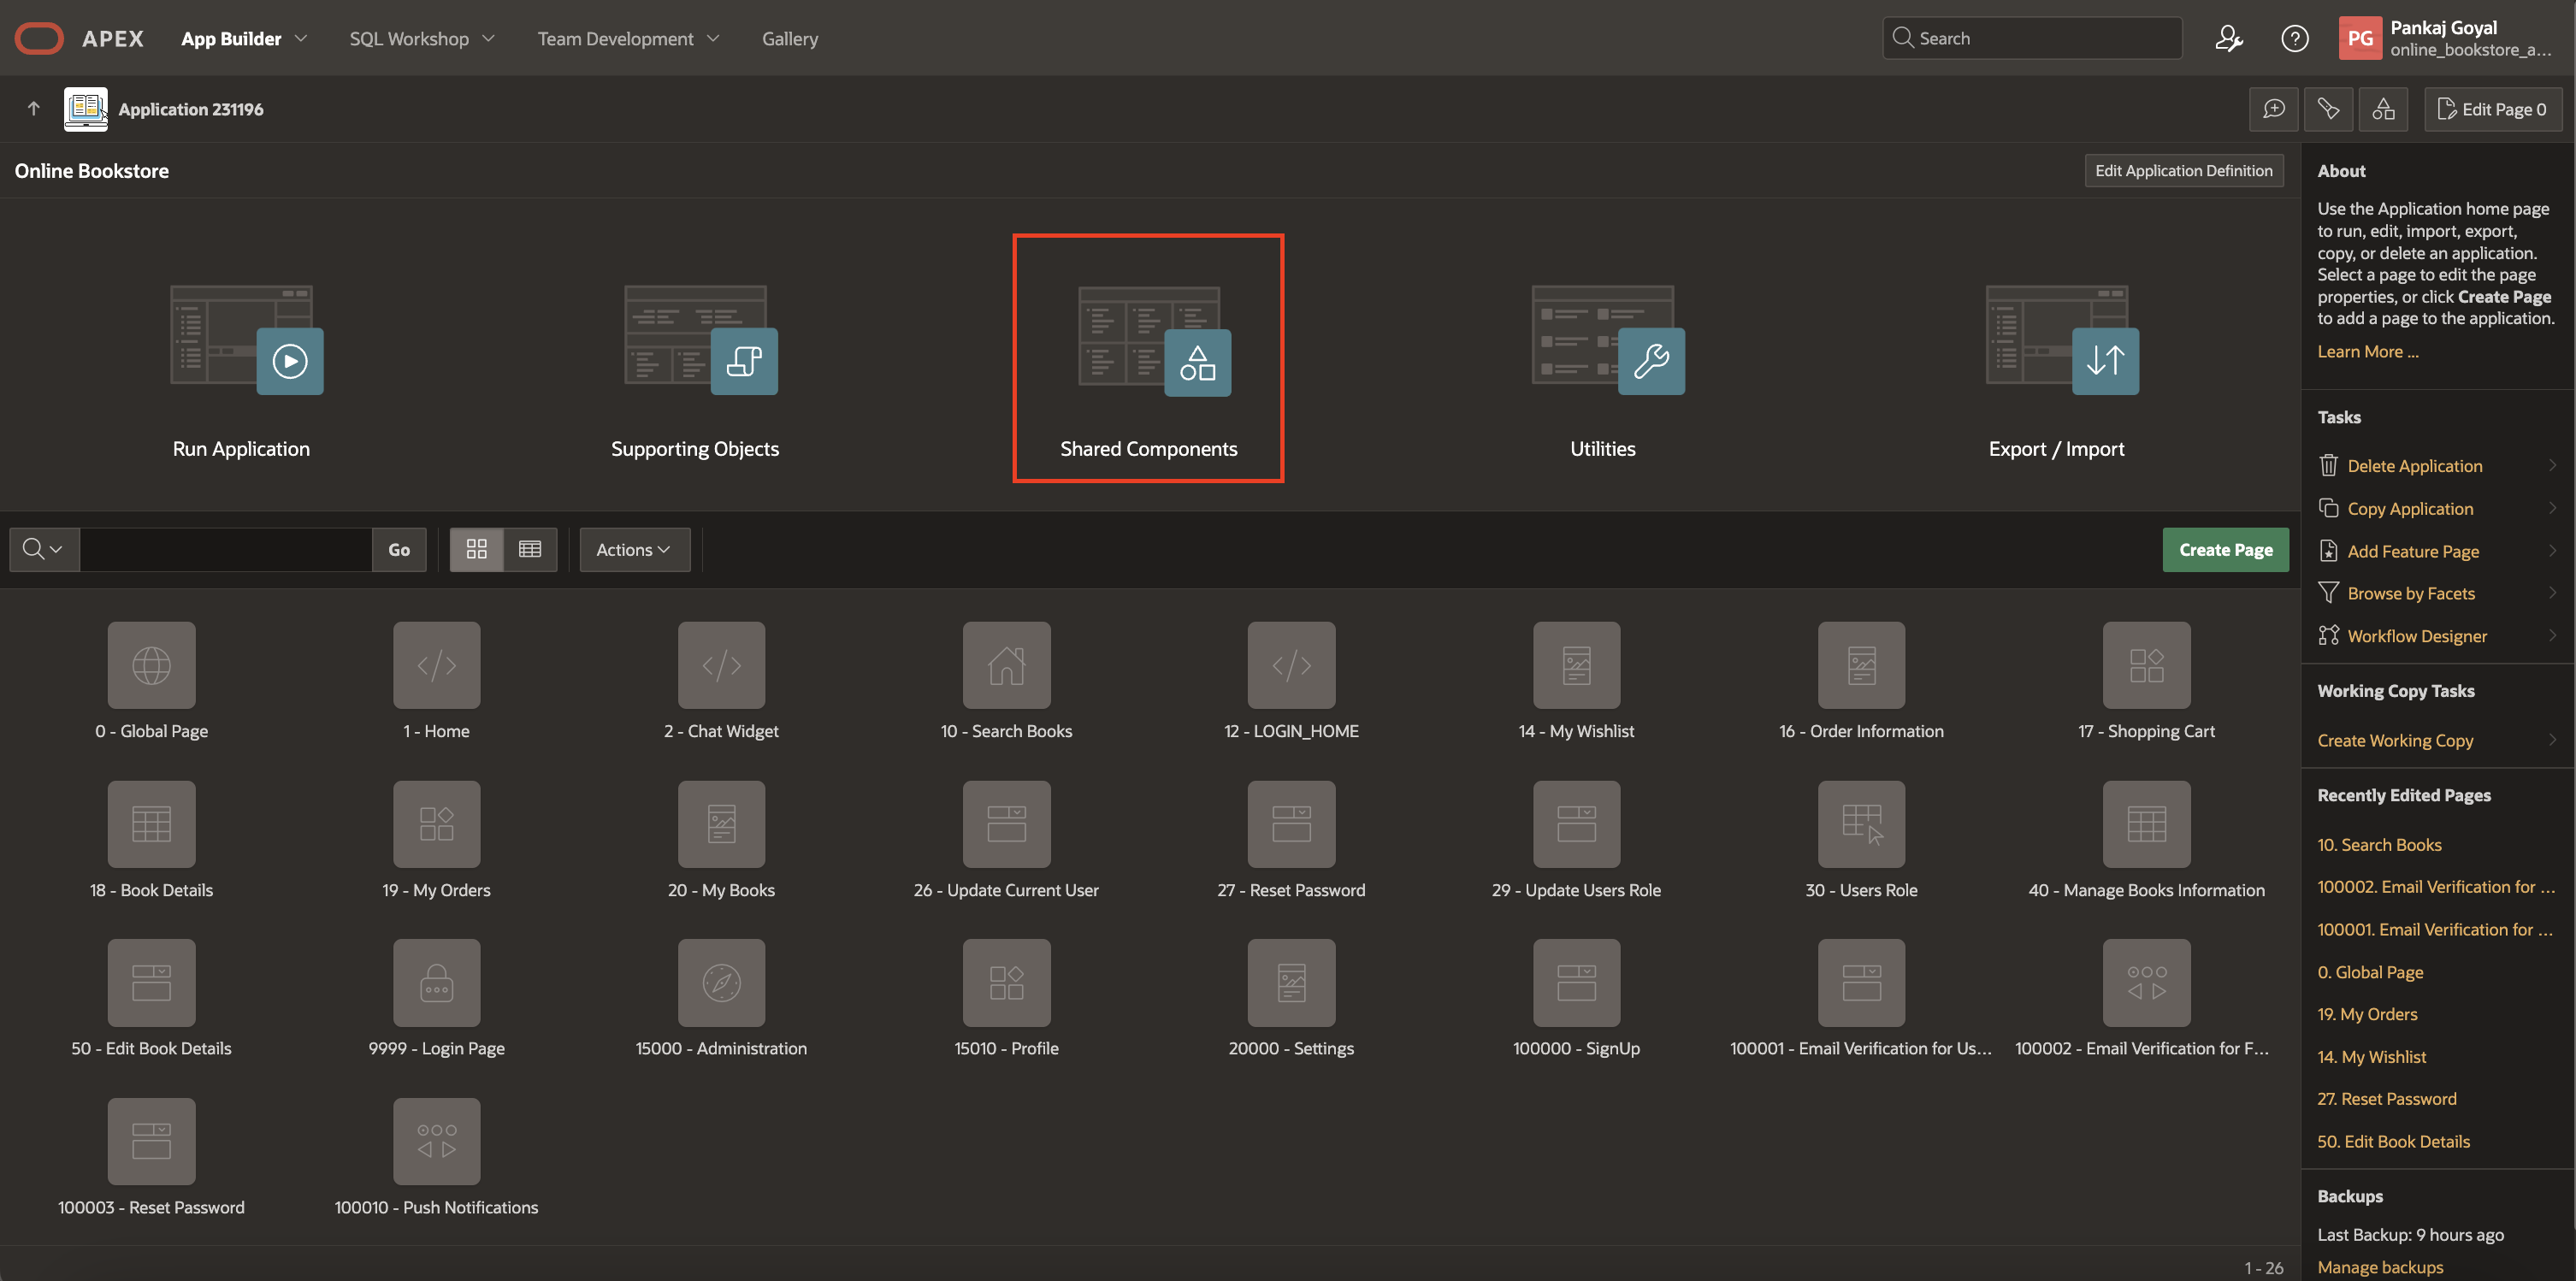 APEX App Builder SQL Workshop Team Development Gallery Search PG Pankaj Goyal
online_bookstore_a...
Application 231196 Edit Page 0
Online Bookstore Edit Application Definition
Run Application Supporting Objects Shared Components Utilities Export / Import
Go Actions Create Page
0 - Global Page 1 - Home 2 - Chat Widget 10 - Search Books 12 - LOGIN_HOME 14 - My Wishlist 16 - Order Information 17 - Shopping Cart
18 - Book Details 19 - My Orders 20 - My Books 26 - Update Current User 27 - Reset Password 29 - Update Users Role 30 - Users Role 40 - Manage Books Information
50 - Edit Book Details 9999 - Login Page 15000 - Administration 15010 - Profile 20000 - Settings 100000 - SignUp 100001 - Email Verification for Us... 100002 - Email Verification for F...
100003 - Reset Password 100010 - Push Notifications
1 - 26
About
Use the Application home page
to run, edit, import, export,
copy, or delete an application.
Select a page to edit the page
properties, or click Create Page
to add a page to the application.
Learn More ...
Tasks
Delete Application
Copy Application
Add Feature Page
Browse by Facets
Workflow Designer
Working Copy Tasks
Create Working Copy
Recently Edited Pages
10. Search Books
100002. Email Verification for ...
100001. Email Verification for ...
0. Global Page
19. My Orders
14. My Wishlist
27. Reset Password
50. Edit Book Details
Backups
Last Backup: 9 hours ago
Manage backups